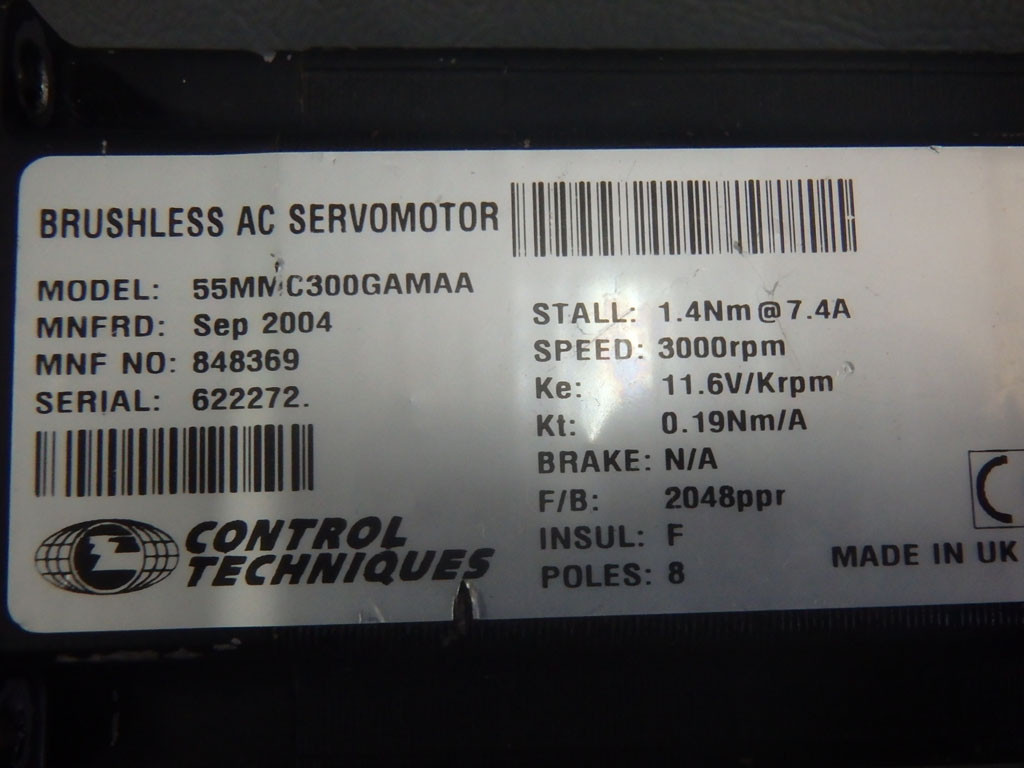 BRUSHLESS AC SERVOMOTOR
MODEL: 55MMC300GAMAA
MNFRD: Sep 2004
MNF NO: 848369
SERIAL: 622272.
CONTROL
TECHNIQUES
STALL: 1.4Nm@7.4A
SPEED: 3000rpm
Ke: 11.6V/Krpm
Kt: 0.19Nm/A
BRAKE: N/A
F/B: 2048ppr
INSUL: F
POLES: 8
MADE IN UK